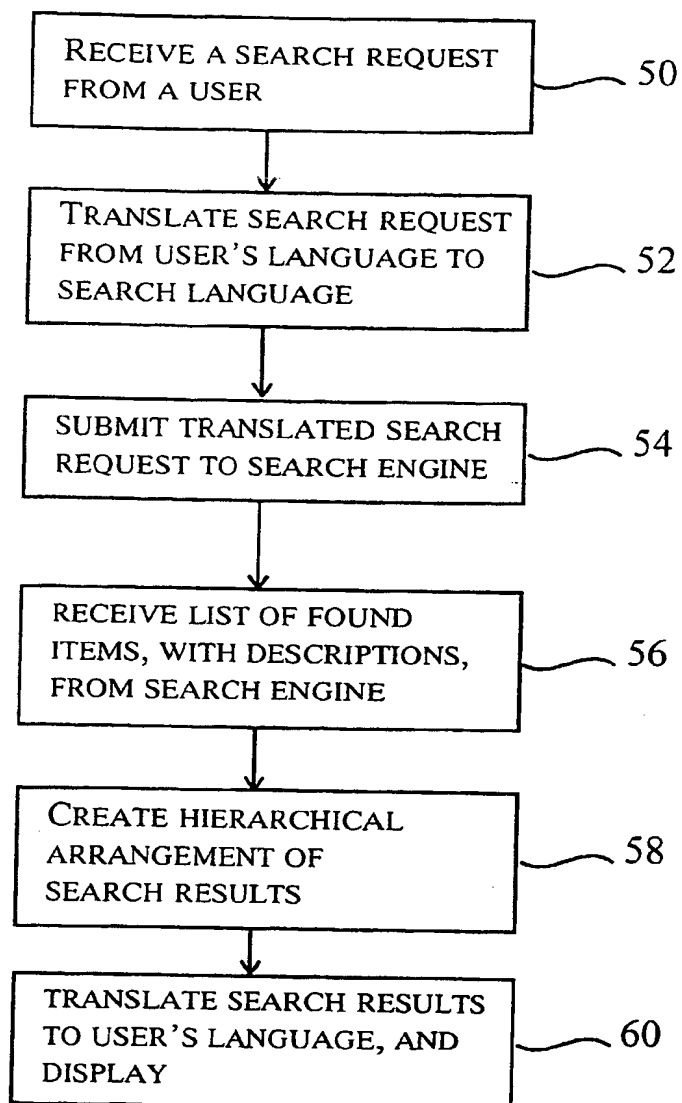 RECEIVE A SEARCH REQUEST
FROM A USER
50
TRANSLATE SEARCH REQUEST
FROM USER'S LANGUAGE TO
SEARCH LANGUAGE
52
SUBMIT TRANSLATED SEARCH
REQUEST TO SEARCH ENGINE
54
RECEIVE LIST OF FOUND
ITEMS, WITH DESCRIPTIONS,
FROM SEARCH ENGINE
56
CREATE HIERARCHICAL
ARRANGEMENT OF
SEARCH RESULTS
58
TRANSLATE SEARCH RESULTS
TO USER'S LANGUAGE, AND
DISPLAY
60